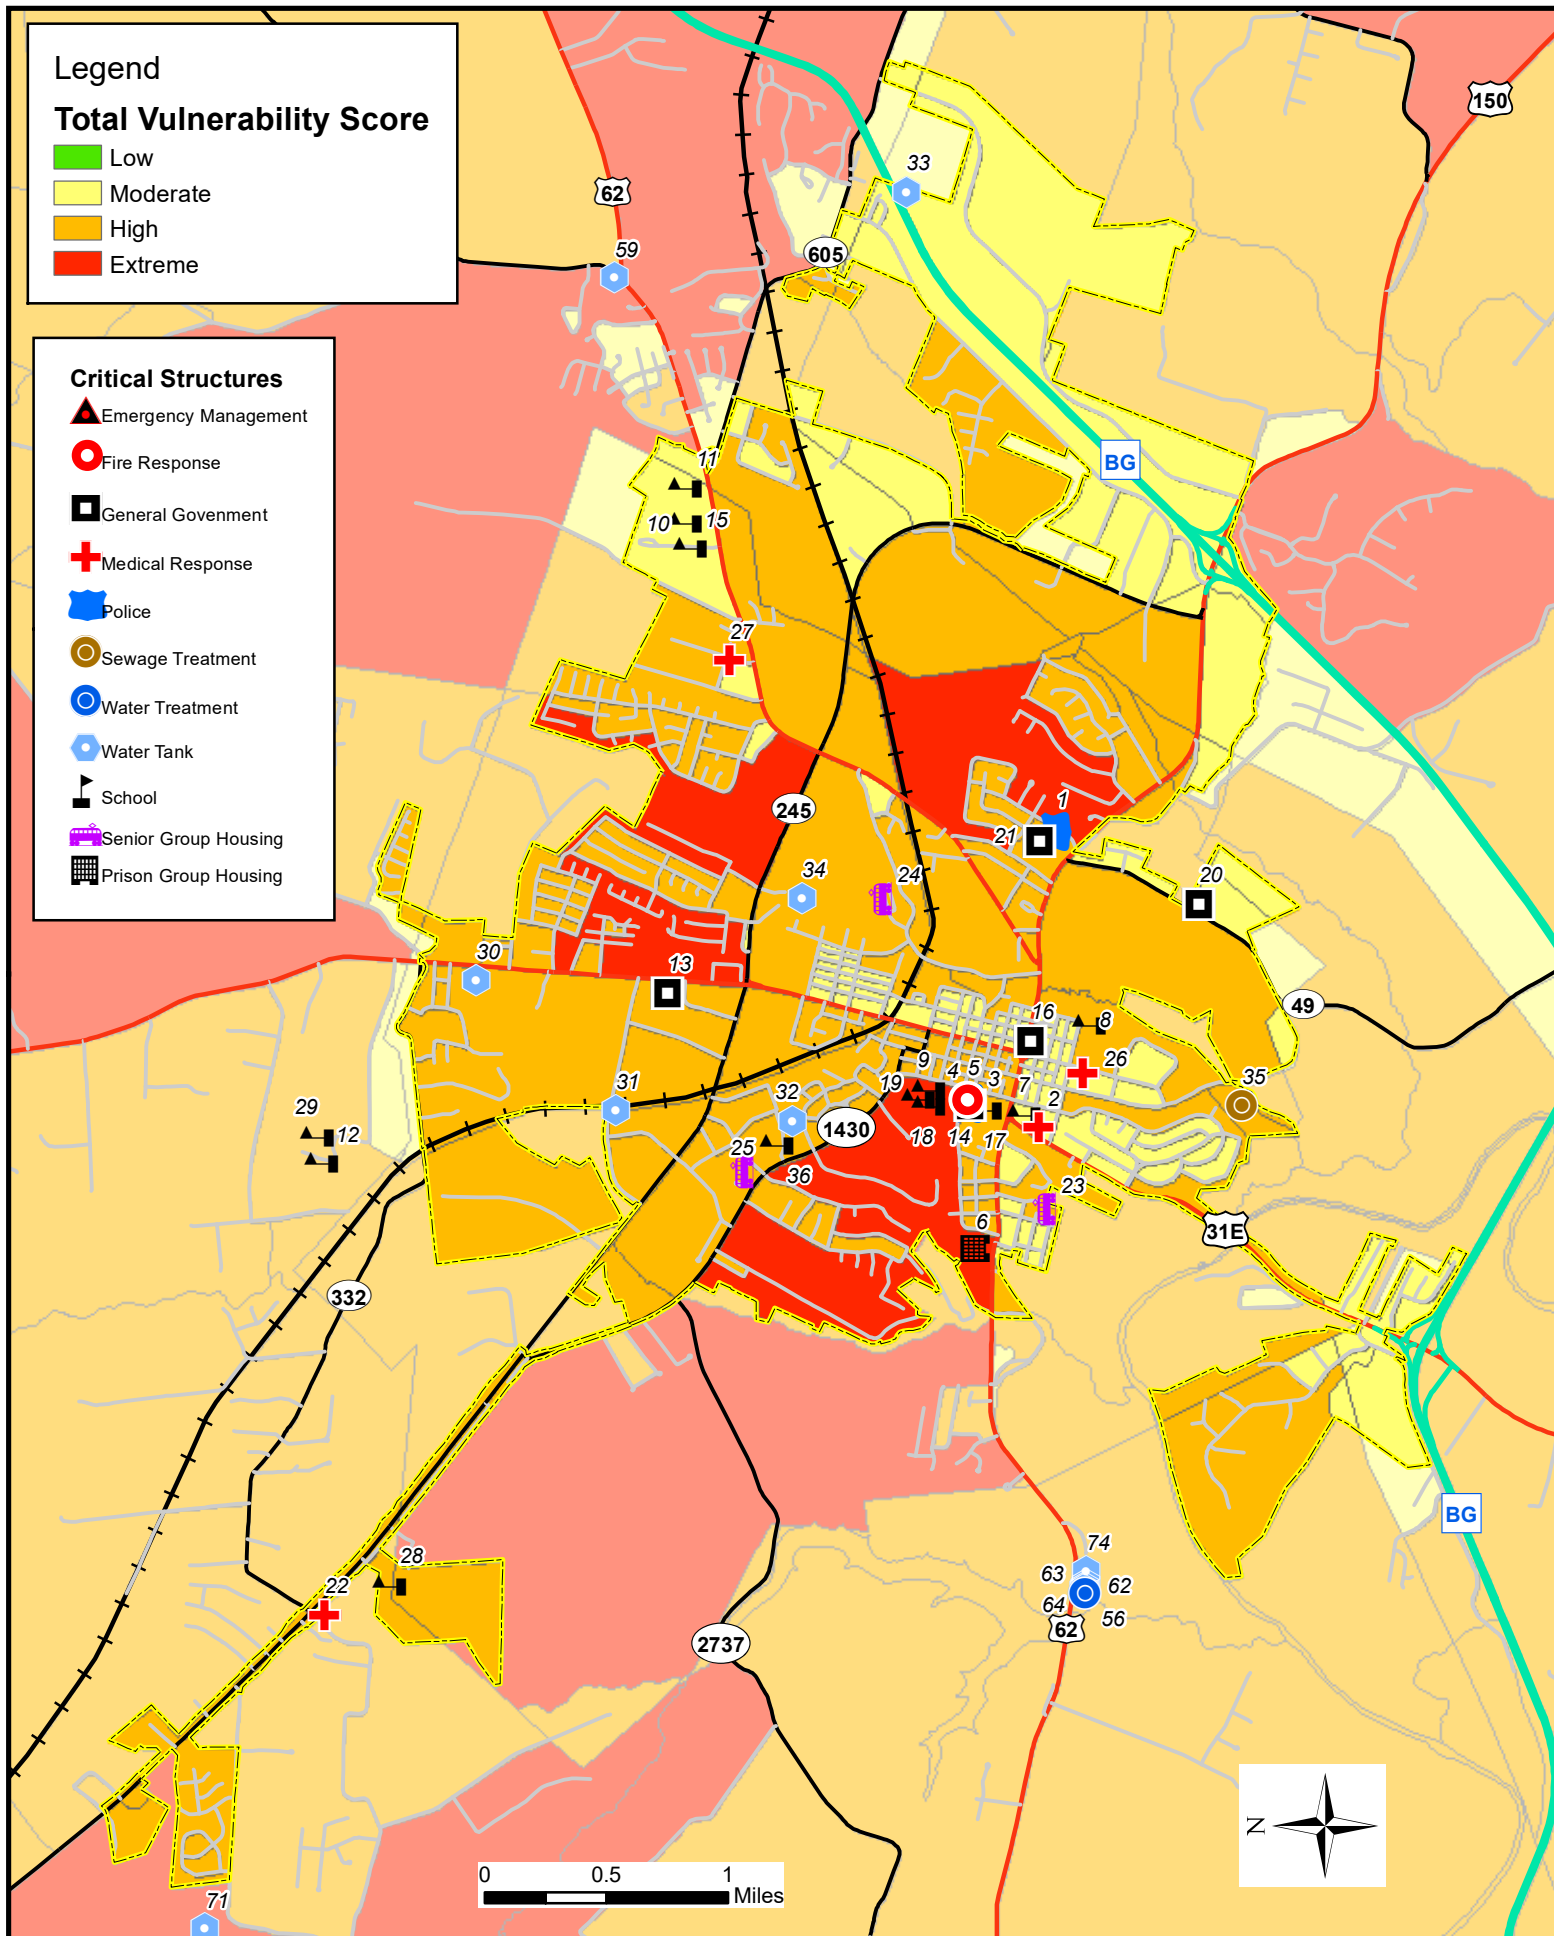 Legend
Total Vulnerability Score
Low
Moderate
High
Extreme
Critical Structures
Emergency Management
Fire Response
General Govenment
Medical Response
Police
Sewage Treatment
Water Treatment
Water Tank
School
Senior Group Housing
Prison Group Housing
150
33
62
59
605
11
BG
10
15
27
245
1
21
34
24
20
30
13
49
16
8
26
35
9
5
4
3
7
2
19
31
32
1430
18
14
17
29
12
25
36
23
6
31E
332
BG
74
63
62
64
56
62
28
22
2737
N
0 0.5 1
Miles
71